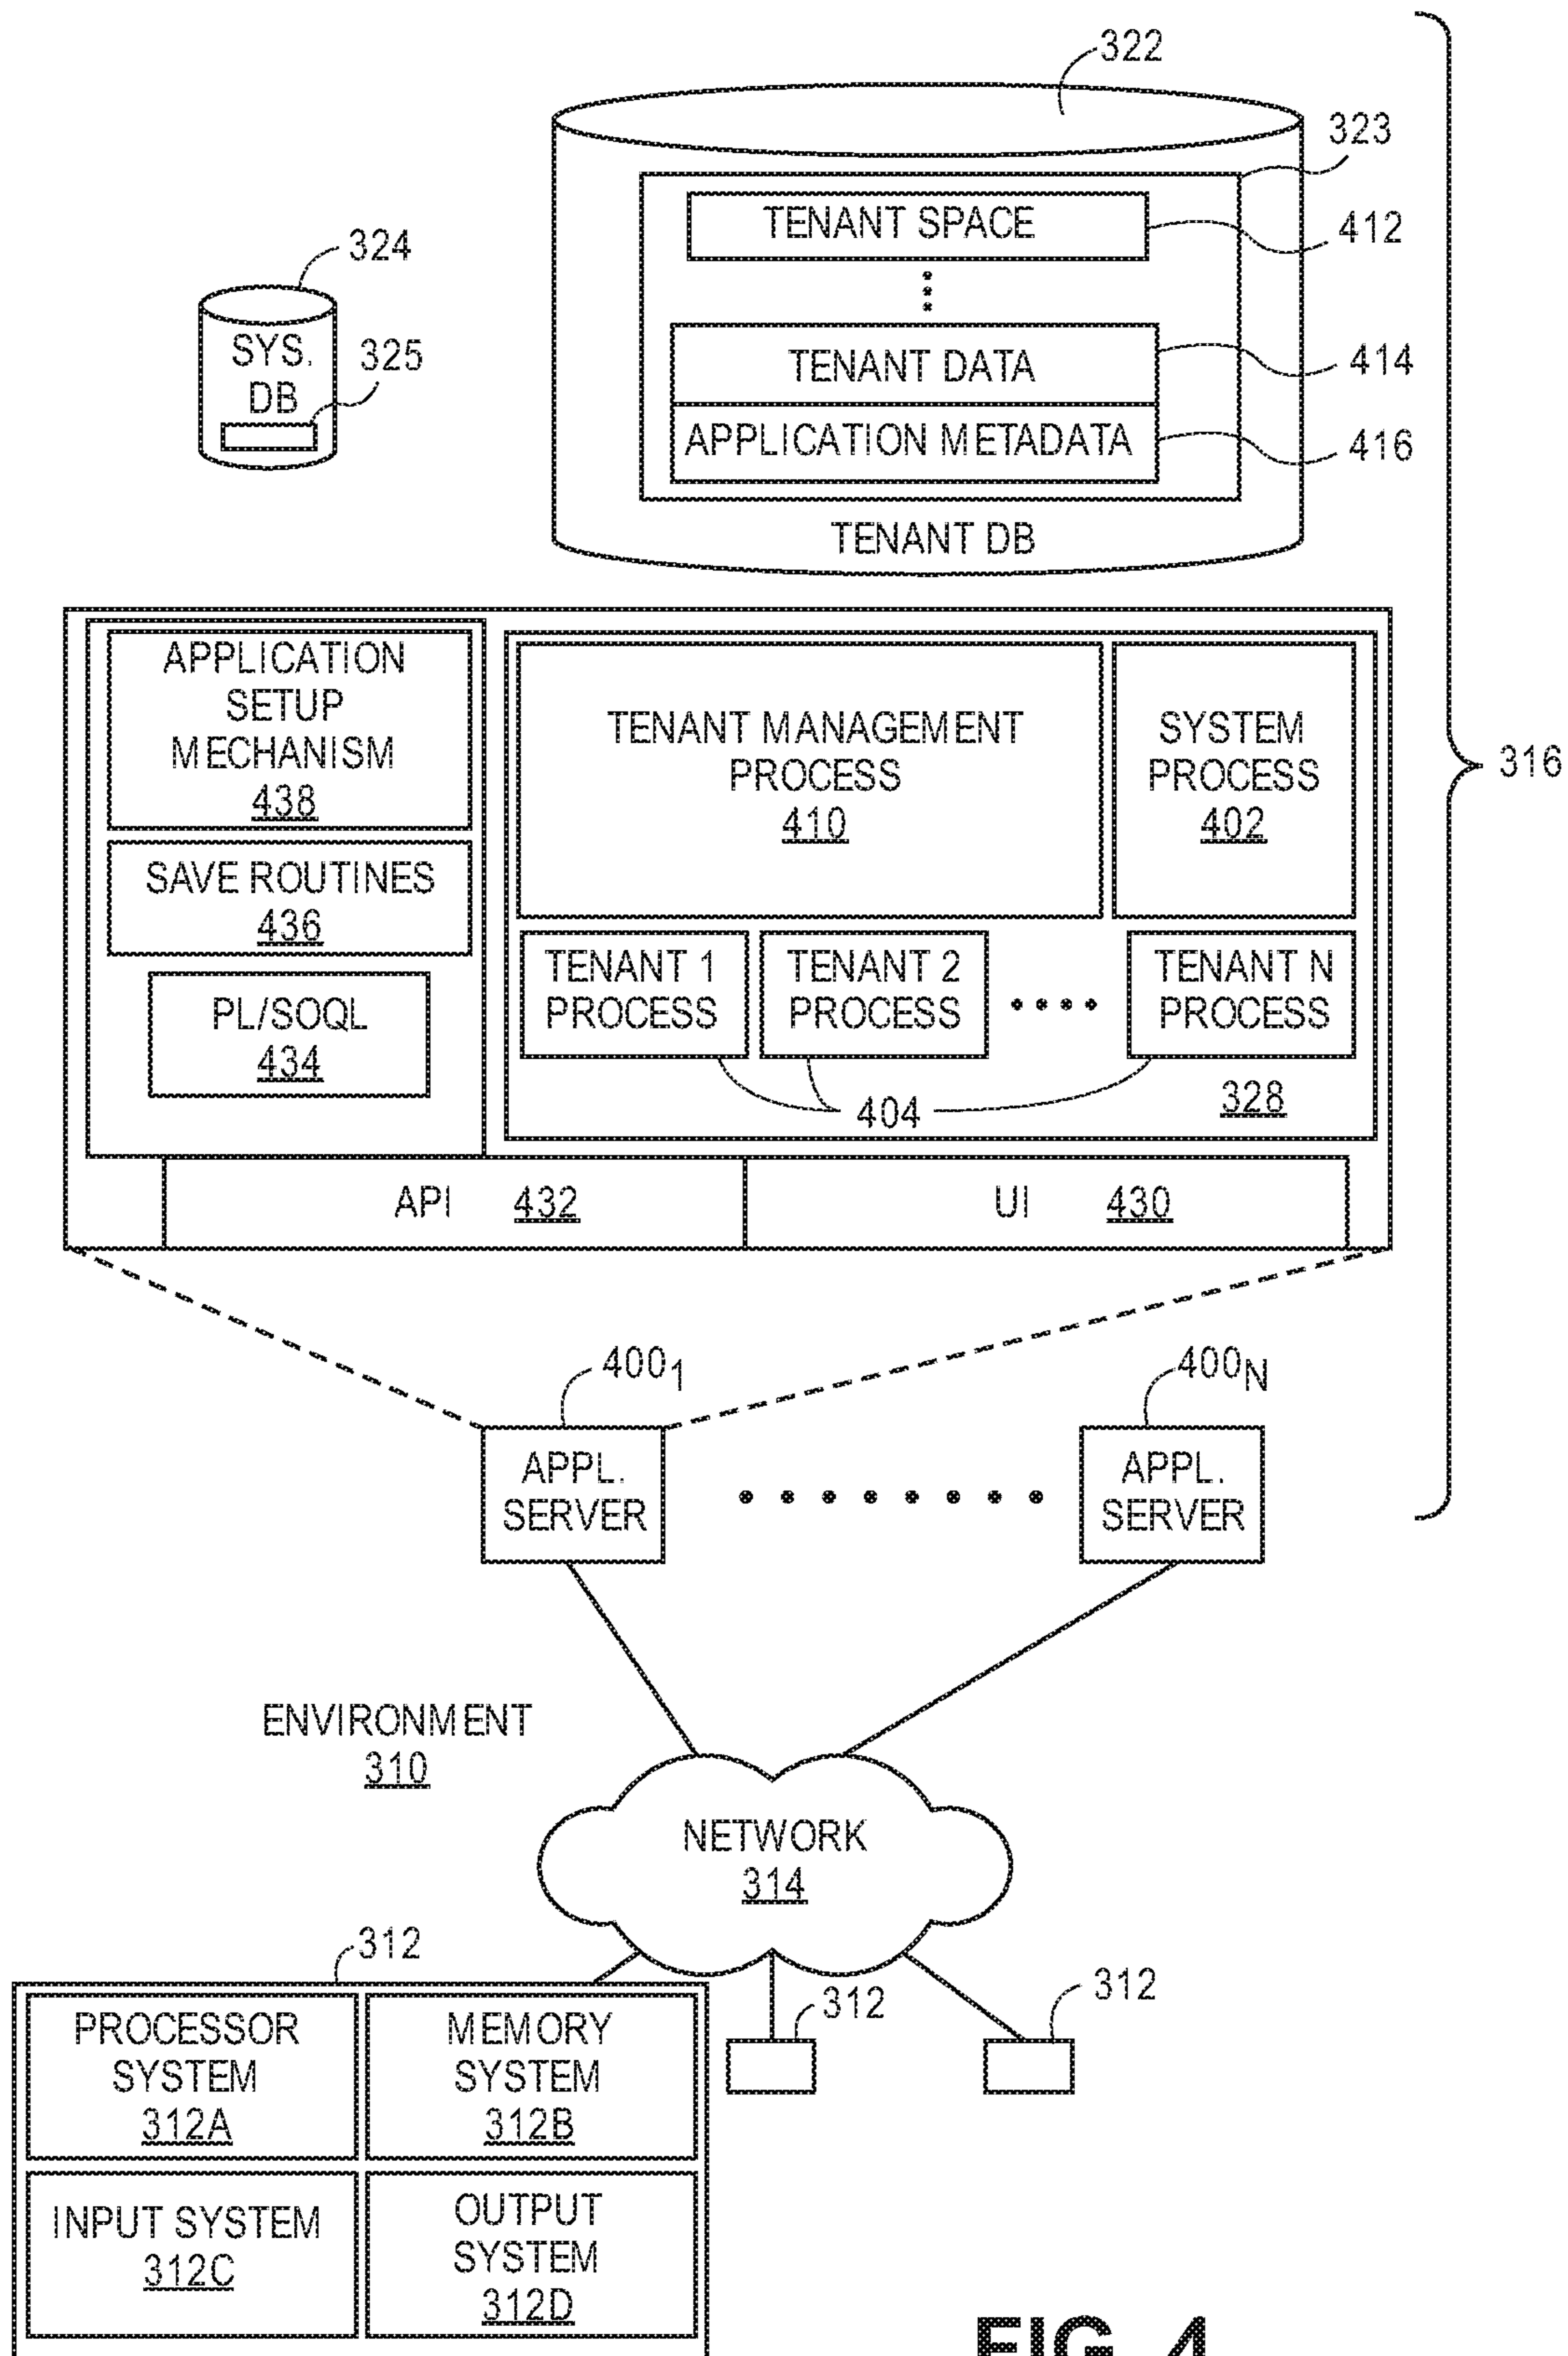 322
323
TENANT SPACE
412
324
SYS.
DB
325
TENANT DATA
414
APPLICATION METADATA
416
TENANT DB
316
APPLICATION
SETUP
MECHANISM
438
SAVE ROUTINES
436
PL/SOQL
434
TENANT MANAGEMENT
PROCESS
410
SYSTEM
PROCESS
402
TENANT 1
PROCESS
TENANT 2
PROCESS
TENANT N
PROCESS
404
328
API 432
UI 430
400₁
400N
APPL.
SERVER
APPL.
SERVER
ENVIRONMENT
310
NETWORK
314
312
312
312
PROCESSOR
SYSTEM
312A
MEMORY
SYSTEM
312B
INPUT SYSTEM
312C
OUTPUT
SYSTEM
312D
FIG. 4